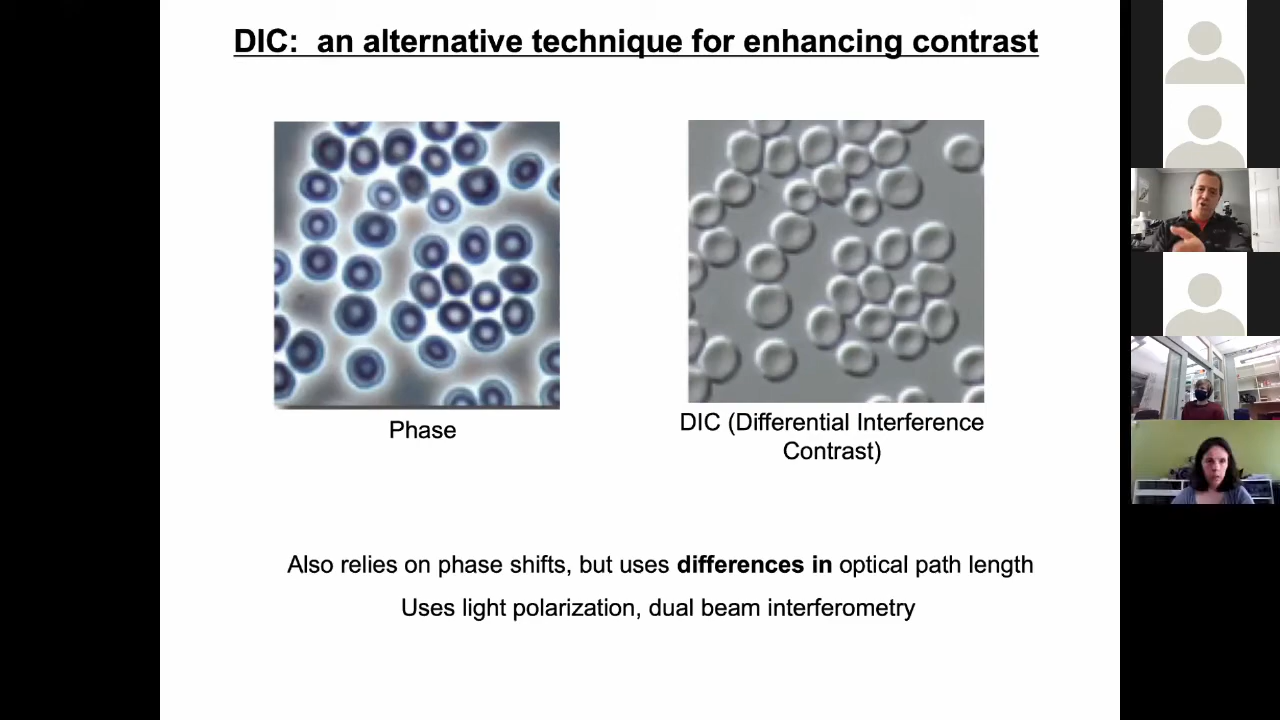 DIC:  an alternative technique for enhancing contrast
Phase
DIC (Differential Interference
Contrast)
Also relies on phase shifts, but uses differences in optical path length
Uses light polarization, dual beam interferometry